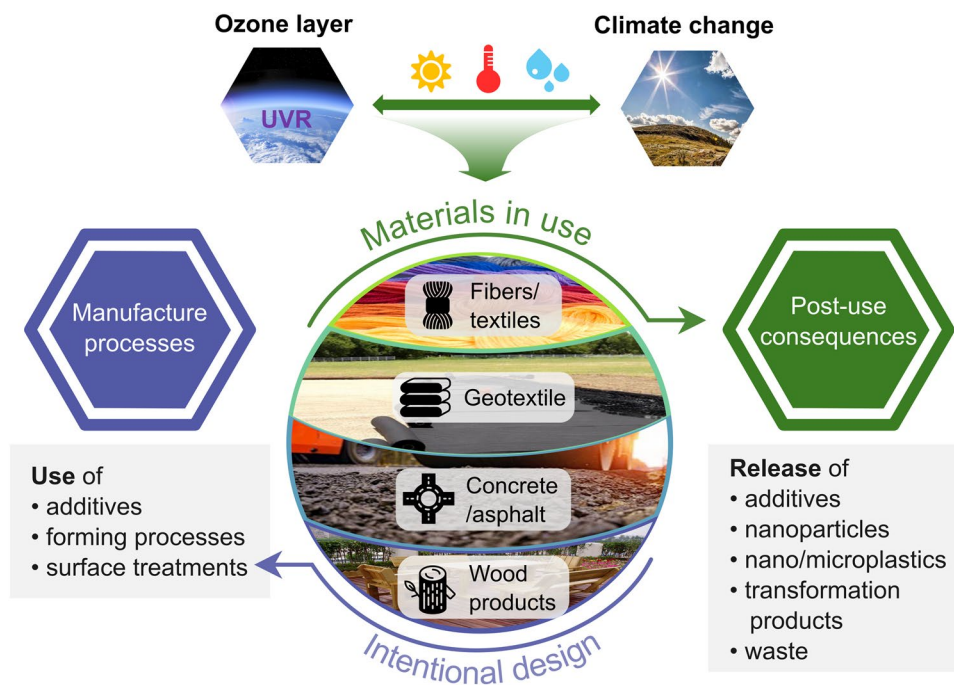 Ozone layer
Climate change
UVR
Materials in use
Manufacture
processes
Fibers/
textiles
Geotextile
Concrete
/asphalt
Wood
products
Intentional design
Post-use
consequences
Use of
• additives
• forming processes
• surface treatments
Release of
• additives
• nanoparticles
• nano/microplastics
• transformation
products
• waste